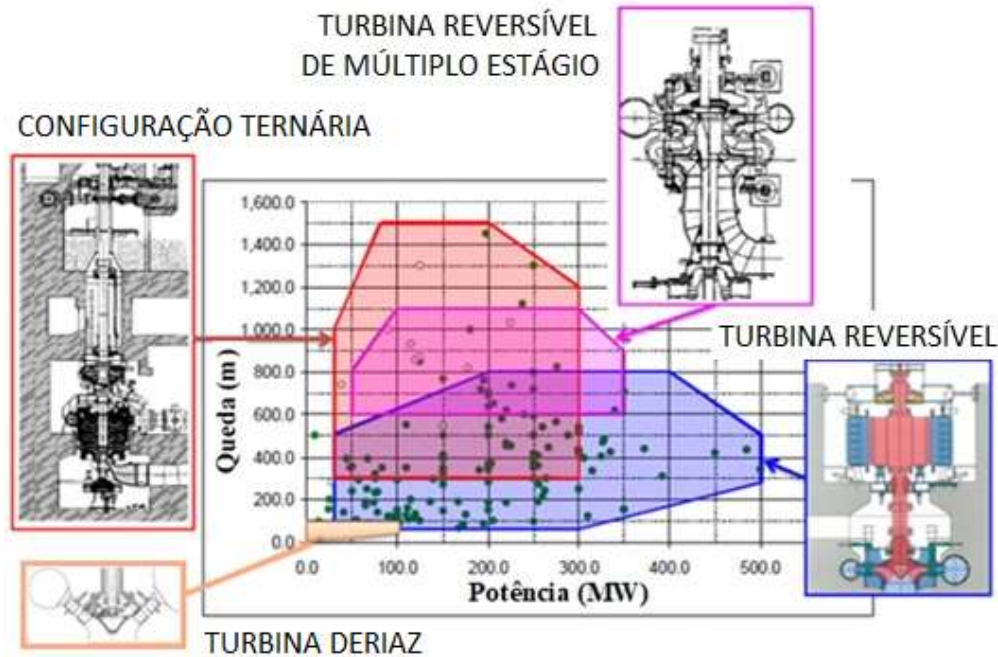 TURBINA REVERSÍVEL
DE MÚLTIPLO ESTÁGIO
CONFIGURAÇÃO TERNÁRIA
TURBINA REVERSÍVEL
Queda (m)
1,600.0
1,400.0
1,200.0
1,000.0
800.0
600.0
400.0
200.0
0.0
0.0 100.0 200.0 300.0 400.0 500.0
Potência (MW)
TURBINA DERIAZ